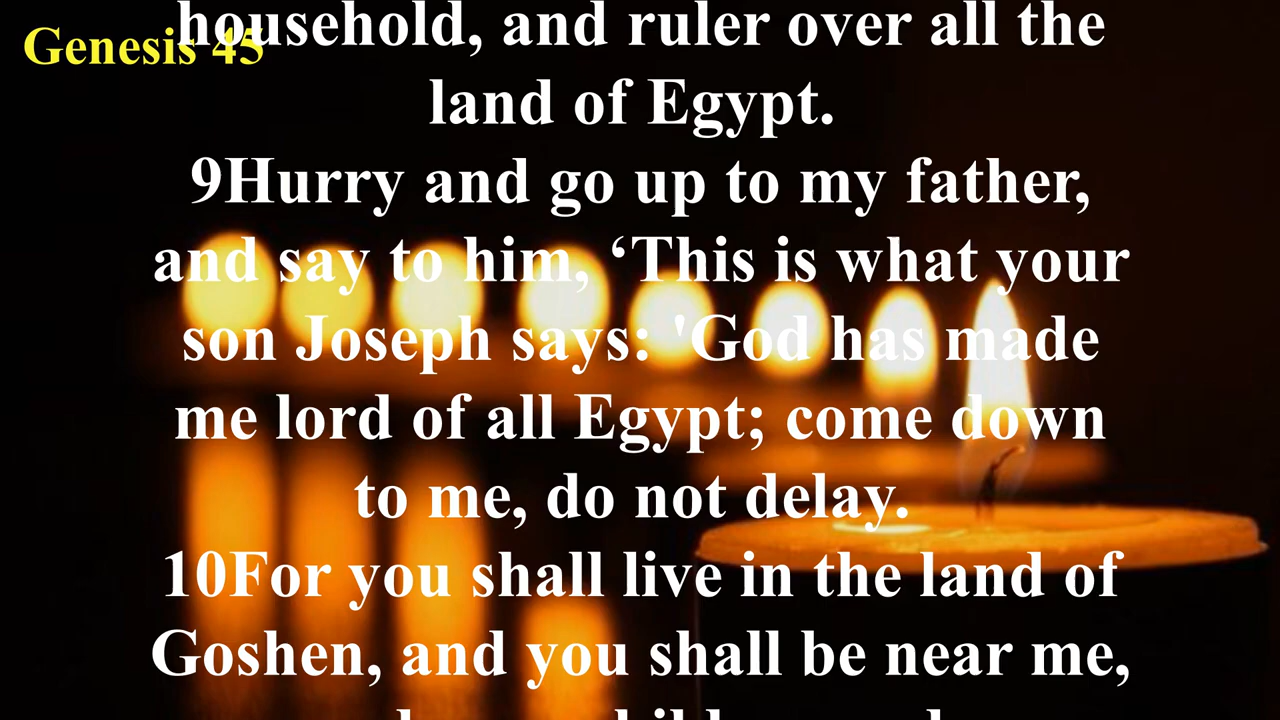 Genesis 45
household, and ruler over all the
land of Egypt.
9Hurry and go up to my father,
and say to him, ‘This is what your
son Joseph says: 'God has made
me lord of all Egypt; come down
to me, do not delay.
10For you shall live in the land of
Goshen, and you shall be near me,